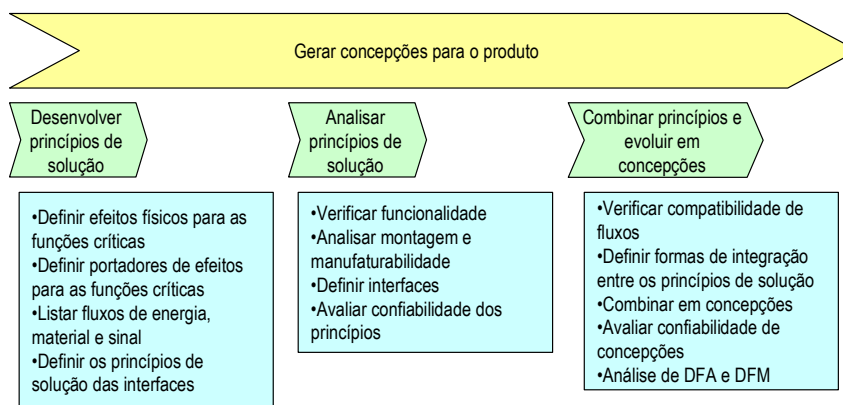 Gerar concepções para o produto
Desenvolver
princípios de
solução
Analisar
princípios de
solução
Combinar princípios e
evoluir em
concepções
•Definir efeitos físicos para as
funções críticas
•Definir portadores de efeitos
para as funções críticas
•Listar fluxos de energia,
material e sinal
•Definir os princípios de
solução das interfaces
•Verificar funcionalidade
•Analisar montagem e
manufaturabilidade
•Definir interfaces
•Avaliar confiabilidade dos
princípios
•Verificar compatibilidade de
fluxos
•Definir formas de integração
entre os princípios de solução
•Combinar em concepções
•Avaliar confiabilidade de
concepções
•Análise de DFA e DFM